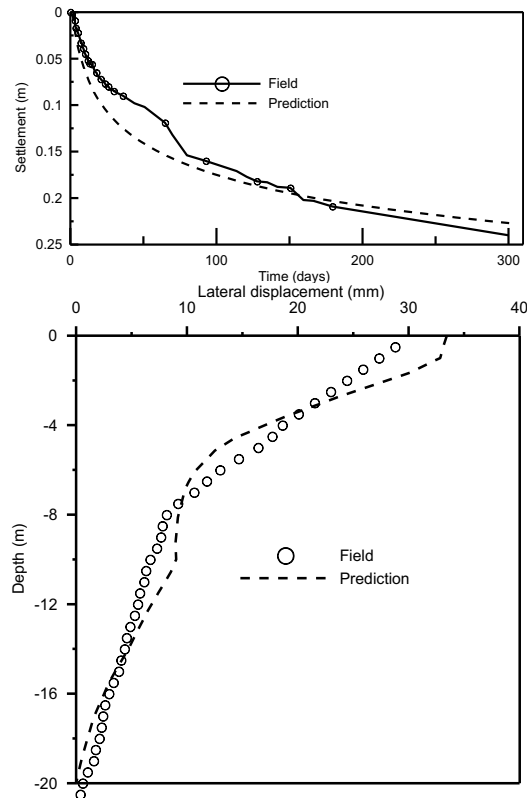 0
0.05
0.1
0.15
0.2
0.25
Settlement (m)
Field
Prediction
0
100
200
300
Time (days)
Lateral displacement (mm)
0
10
20
30
40
0
-4
-8
-12
-16
-20
Depth (m)
Field
Prediction